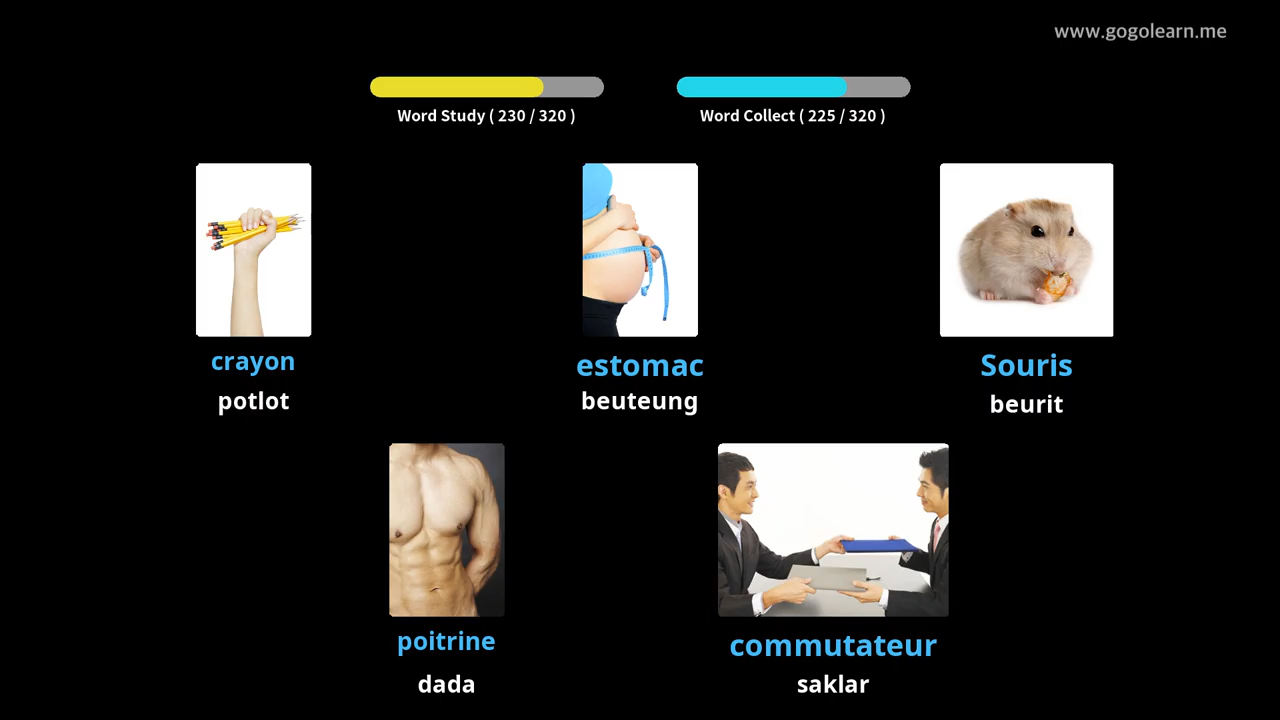 www.gogolearn.me
Word Study ( 230 / 320 )
Word Collect ( 225 / 320 )
crayon
potlot
estomac
beuteung
Souris
beurit
poitrine
dada
commutateur
saklar